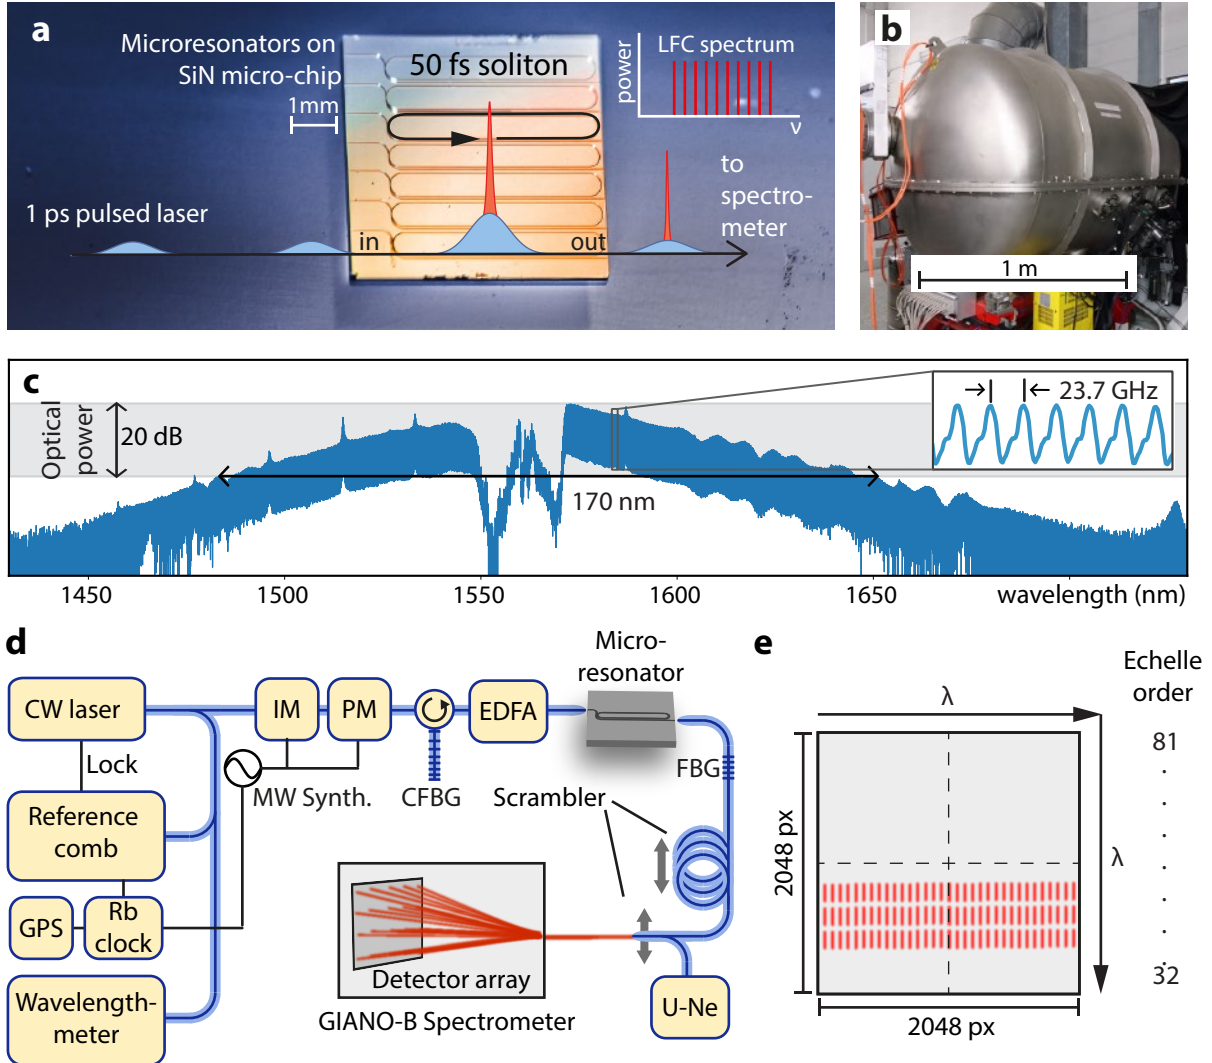 a
Microresonators on
SiN micro-chip
1mm
50 fs soliton
LFC spectrum
power
ν
1 ps pulsed laser
in
out
to
spectro-
meter
b
1 m
c
Optical
power
20 dB
23.7 GHz
170 nm
1450
1500
1550
1600
1650
wavelength (nm)
d
Micro-
resonator
CW laser
IM
PM
EDFA
Lock
MW Synth.
CFBG
FBG
Scrambler
Reference
comb
GPS
Rb
clock
Wavelength-
meter
Detector array
GIANO-B Spectrometer
U-Ne
e
Echelle
order
λ
81
2048 px
λ
32
2048 px